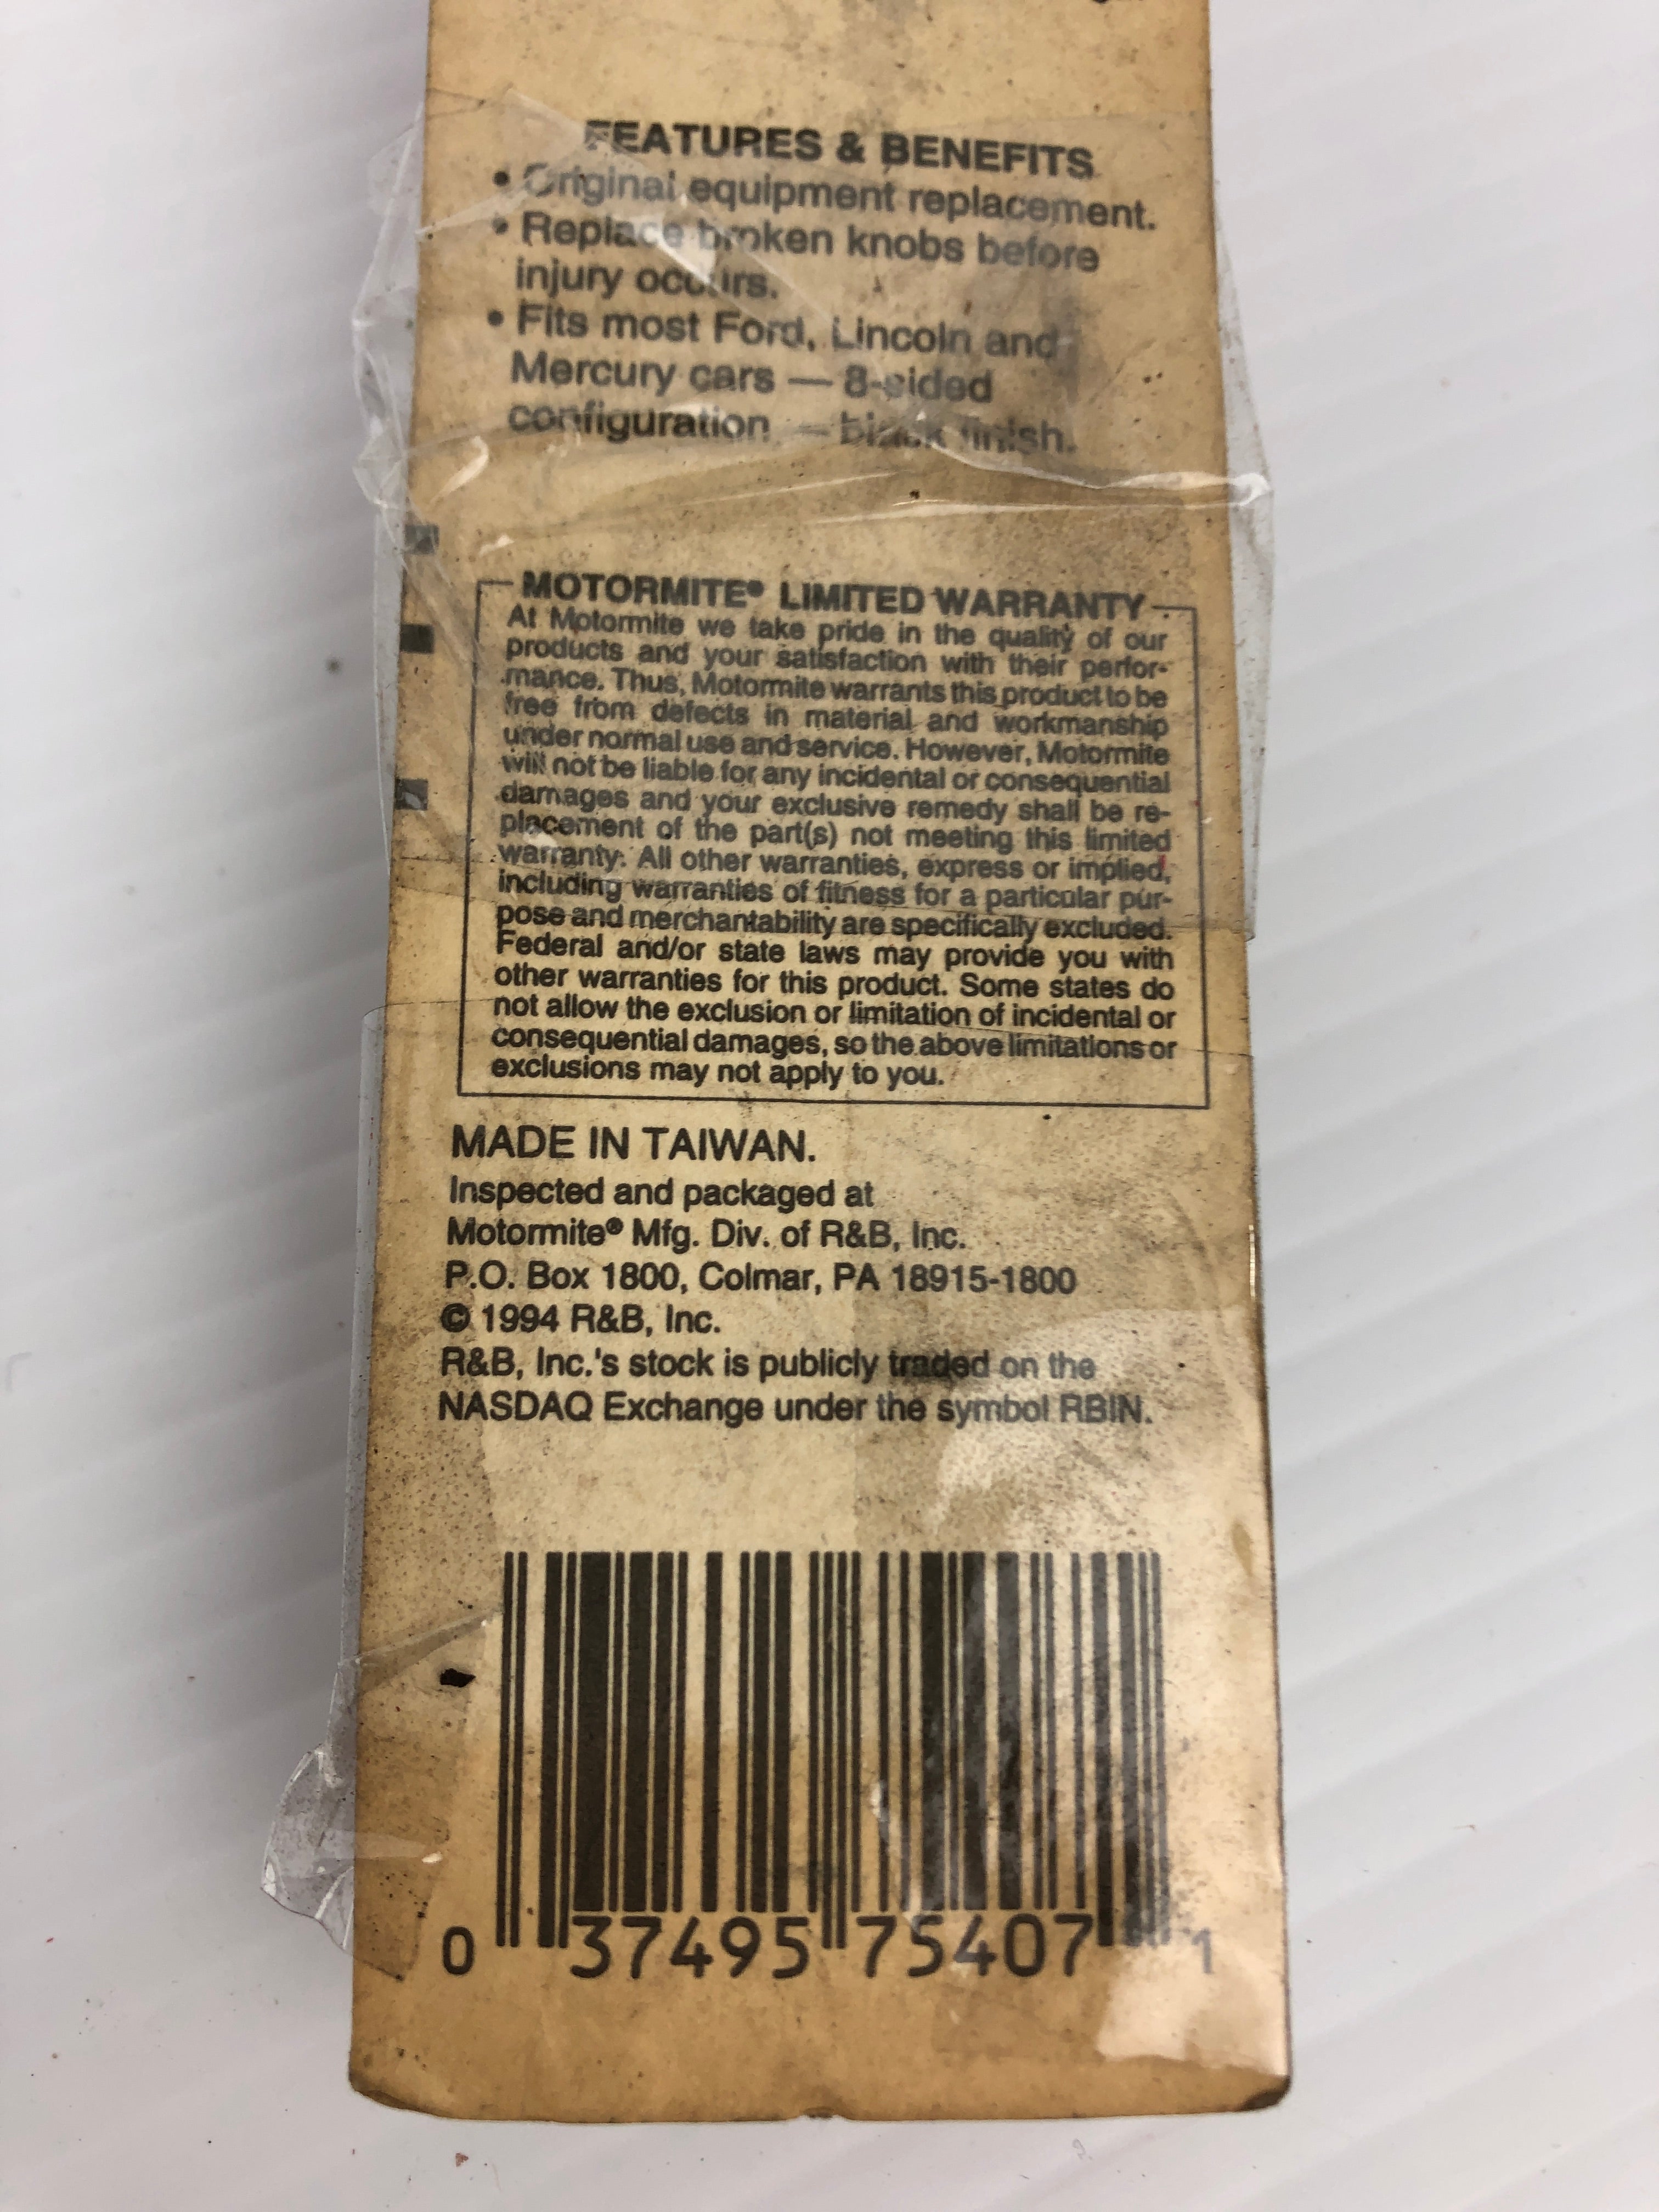 FEATURES & BENEFITS
• Original equipment replacement.
• Replace broken knobs before
injury occurs.
• Fits most Ford, Lincoln and
Mercury cars — 8-sided
configuration — black finish.
MOTORMITE® LIMITED WARRANTY
At Motormite we take pride in the quality of our
products and your satisfaction with their perfor-
mance. Thus, Motormite warrants this product to be
free from defects in material and workmanship
under normal use and service. However, Motormite
will not be liable for any incidental or consequential
damages and your exclusive remedy shall be re-
placement of the part(s) not meeting this limited
warranty. All other warranties, express or implied,
including warranties of fitness for a particular pur-
pose and merchantability are specifically excluded.
Federal and/or state laws may provide you with
other warranties for this product. Some states do
not allow the exclusion or limitation of incidental or
consequential damages, so the above limitations or
exclusions may not apply to you.
MADE IN TAIWAN.
Inspected and packaged at
Motormite® Mfg. Div. of R&B, Inc.
P.O. Box 1800, Colmar, PA 18915-1800
© 1994 R&B, Inc.
R&B, Inc.'s stock is publicly traded on the
NASDAQ Exchange under the symbol RBIN.
0 37495 75407 1